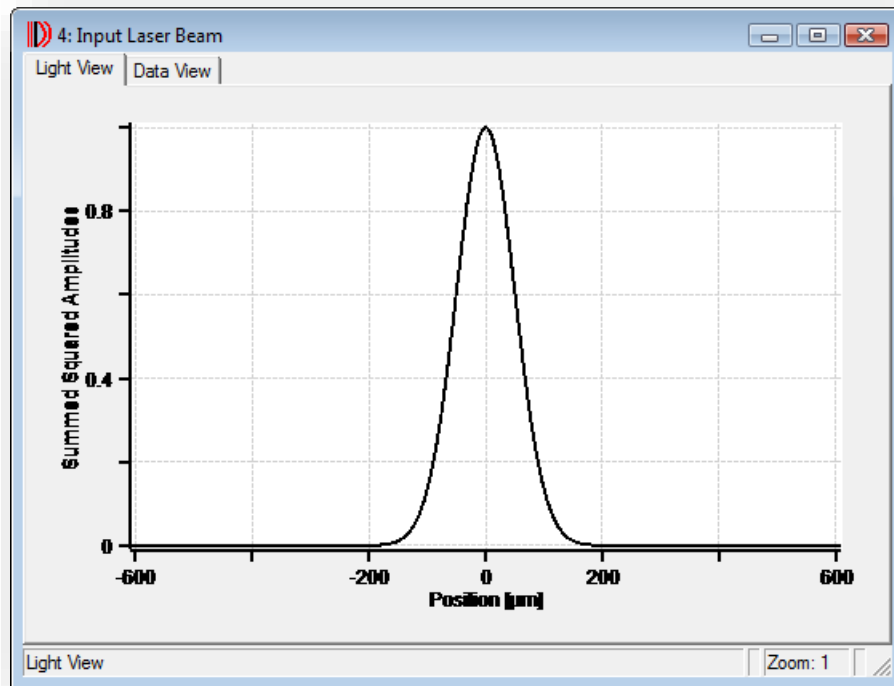 4: Input Laser Beam
Light View Data View
Summed Squared Amplitudes
0.8
0.4
0
-600 -200 0 200 600
Position [µm]
Light View Zoom: 1